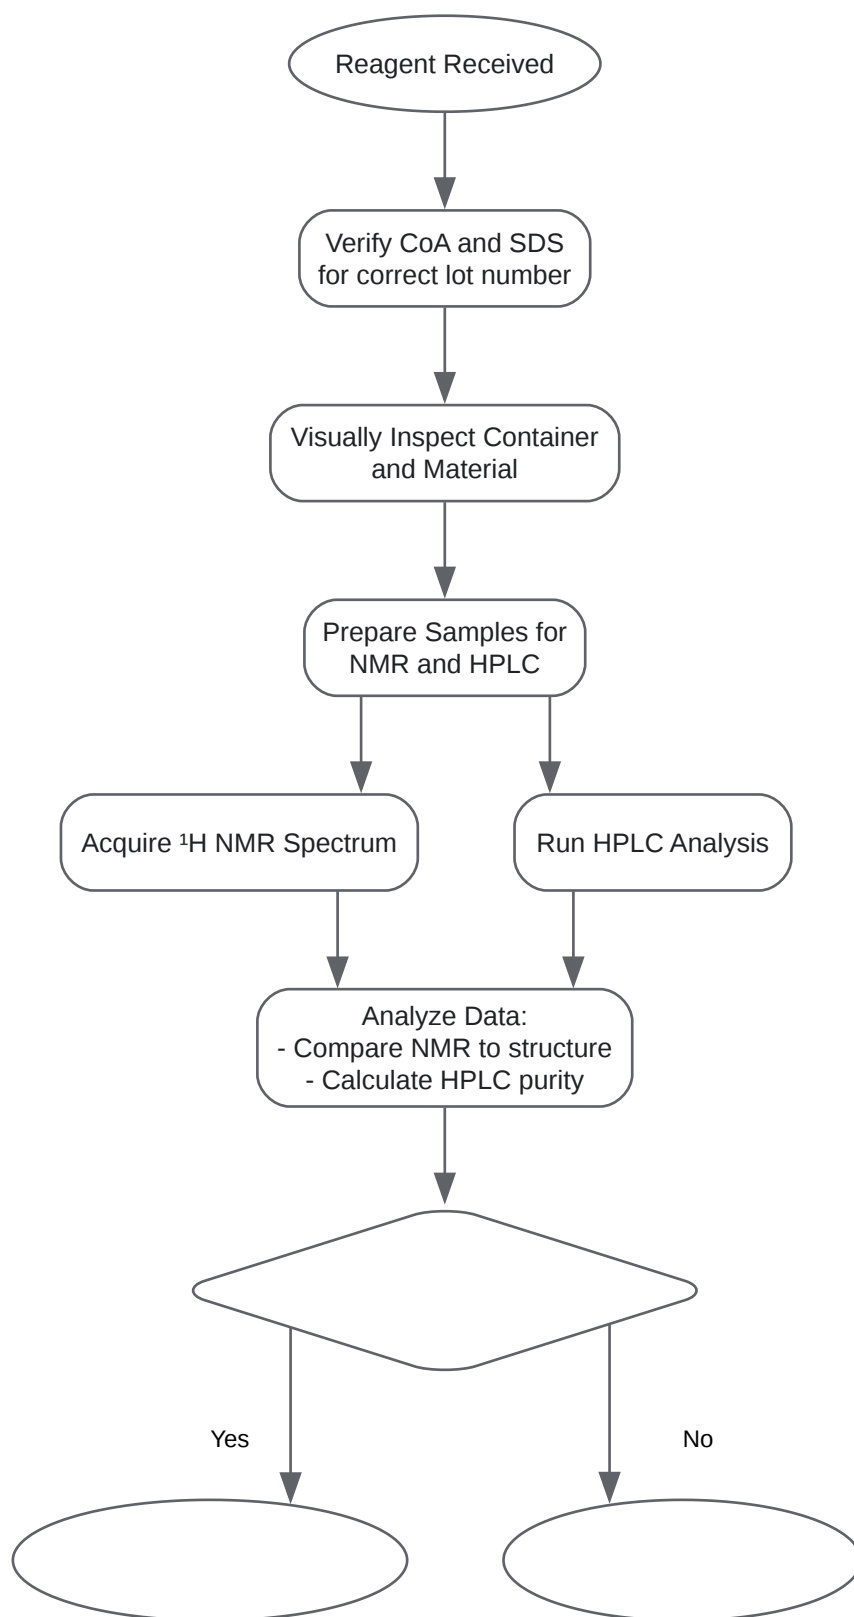 Reagent Received
Verify CoA and SDS
for correct lot number
Visually Inspect Container
and Material
Prepare Samples for
NMR and HPLC
Acquire ¹H NMR Spectrum
Run HPLC Analysis
Analyze Data:
- Compare NMR to structure
- Calculate HPLC purity
Yes
No